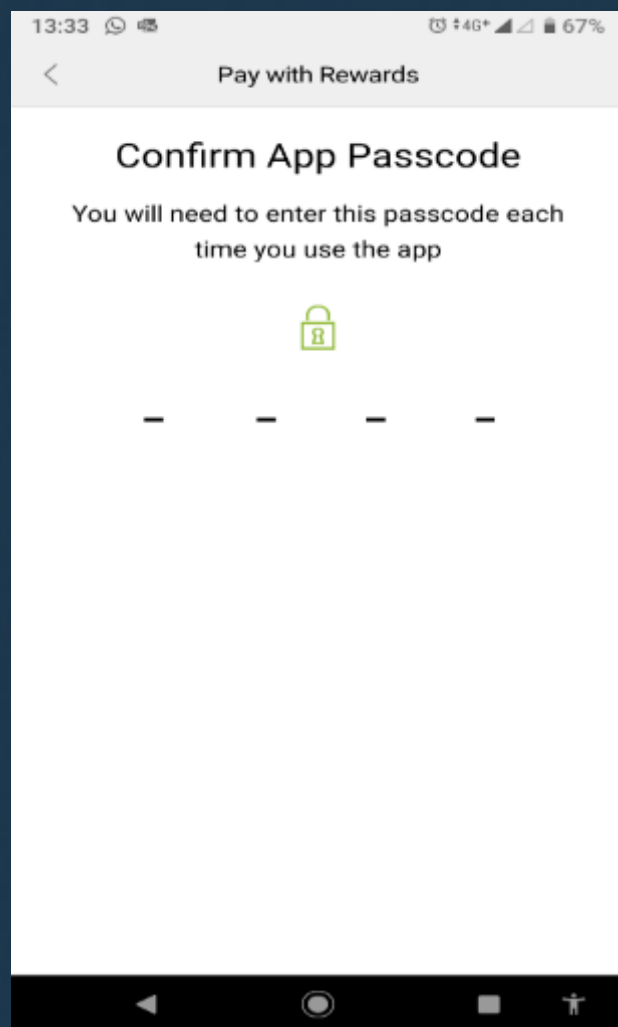 13:33 4G+ 67%
Pay with Rewards
Confirm App Passcode
You will need to enter this passcode each
time you use the app